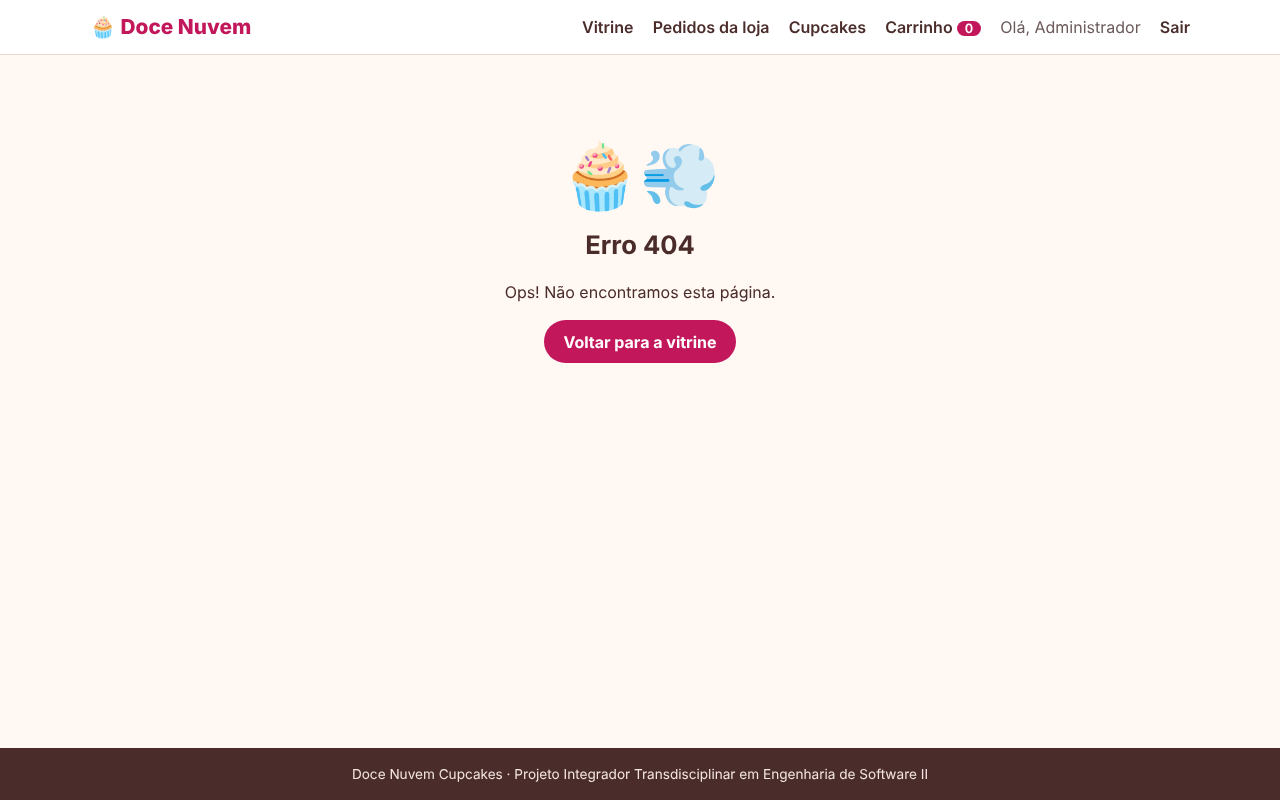 Doce Nuvem
Vitrine Pedidos da loja Cupcakes Carrinho 0 Olá, Administrador Sair
Erro 404
Ops! Não encontramos esta página.
Voltar para a vitrine
Doce Nuvem Cupcakes · Projeto Integrador Transdisciplinar em Engenharia de Software II